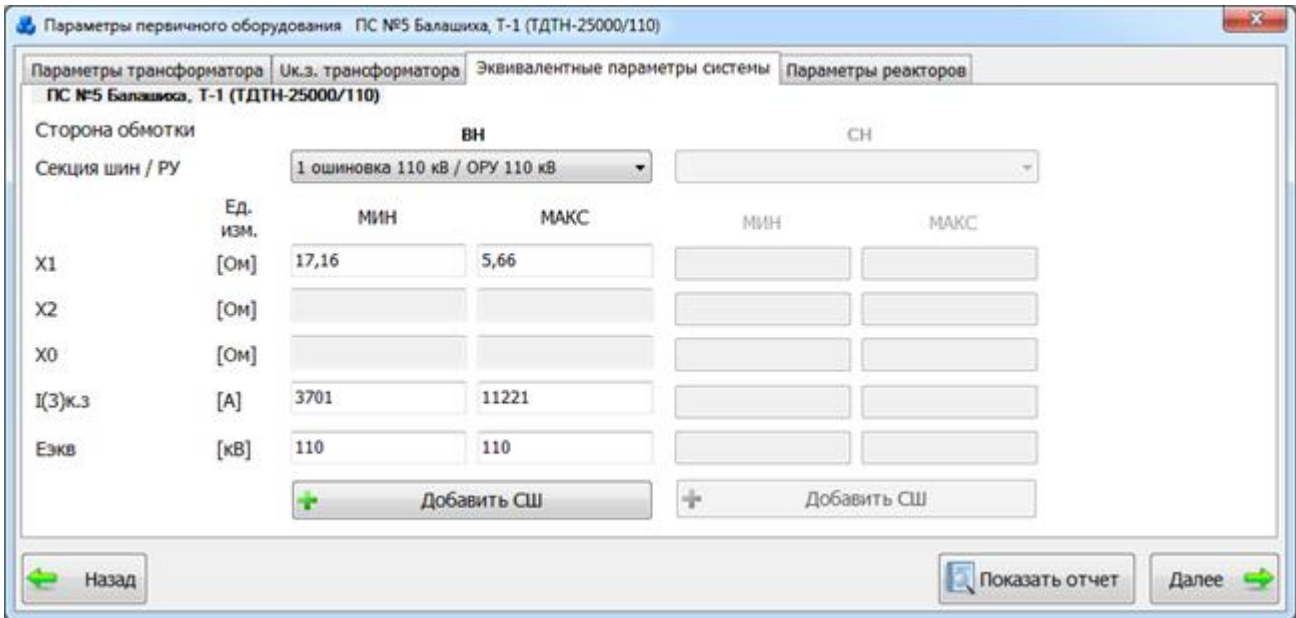 Параметры первичного оборудования ПС №5 Балашиха, Т-1 (ТДТН-25000/110)
Параметры трансформатора Uк.з. трансформатора Эквивалентные параметры системы Параметры реакторов
ПС №5 Балашиха, Т-1 (ТДТН-25000/110)
Сторона обмотки ВН СН
Секция шин / РУ 1 ошиновка 110 кВ / ОРУ 110 кВ
Ед. изм. МИН МАКС МИН МАКС
X1 [Ом] 17,16 5,66
X2 [Ом]
X0 [Ом]
I(3)к.з [А] 3701 11221
Еэкв [кВ] 110 110
Добавить СШ Добавить СШ
Назад Показать отчет Далее